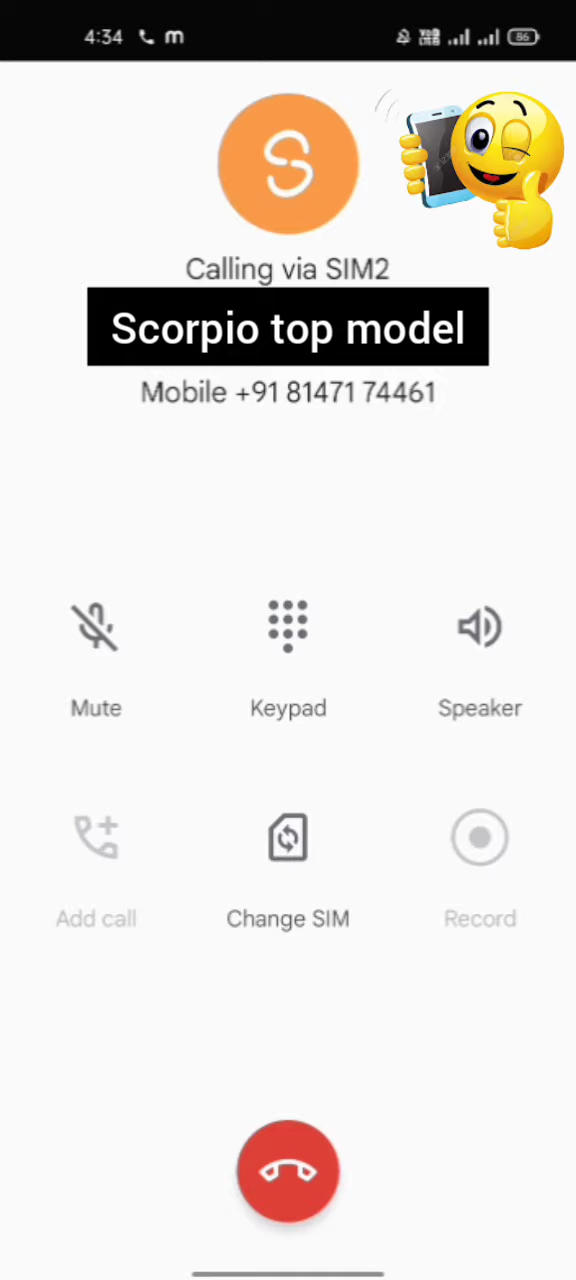 4:34 m 86
S
Calling via SIM2
Scorpio top model
Mobile +91 81471 74461
Mute Keypad Speaker
Add call Change SIM Record